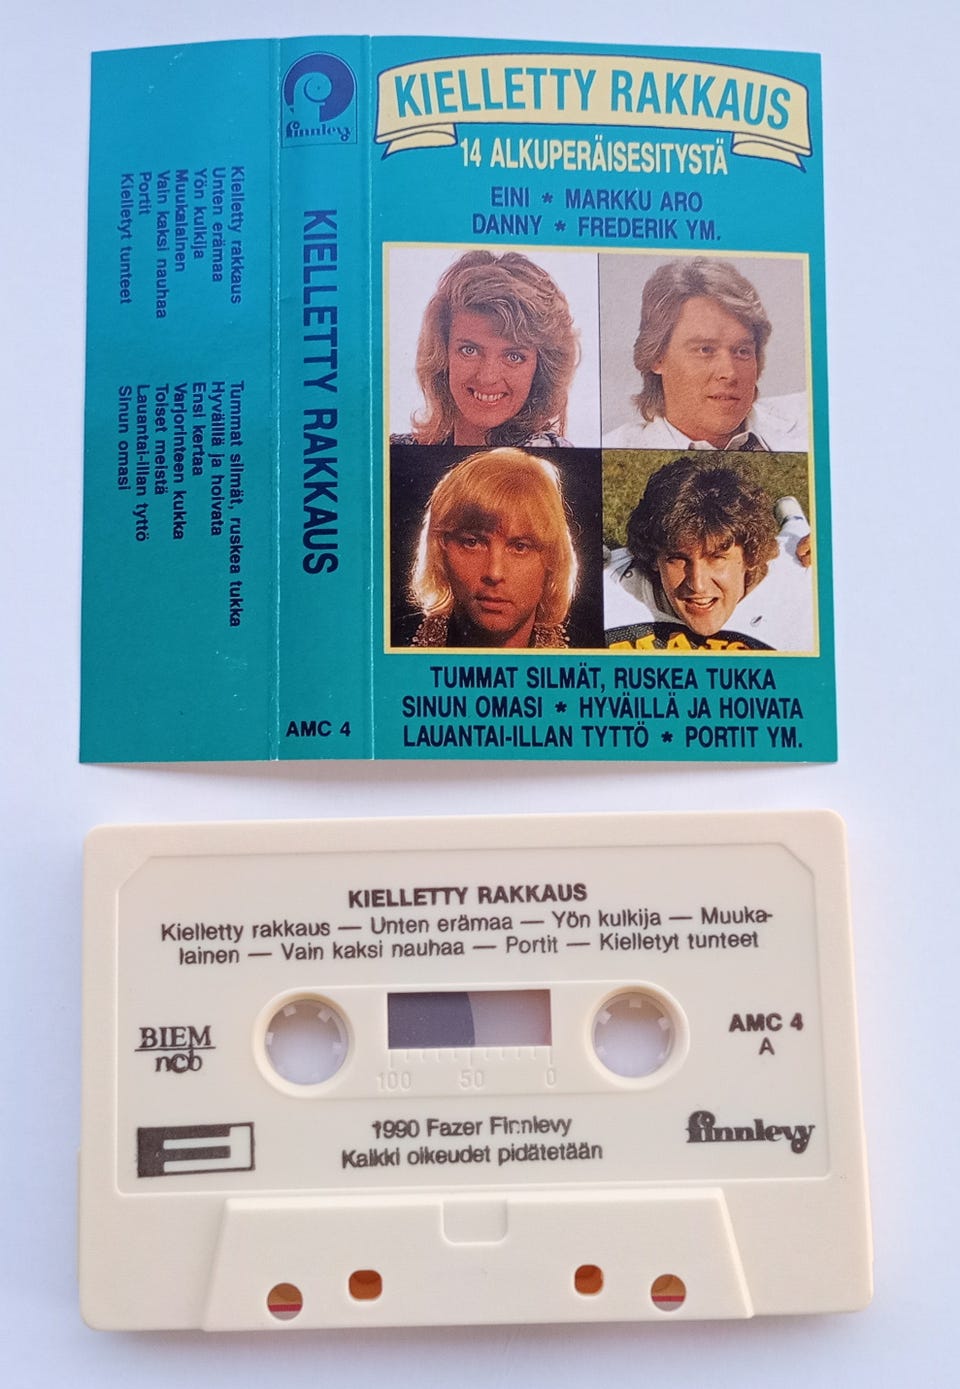 Kielletty rakkaus
Unten erämaa
Yön kulkija
Muukalainen
Vain kaksi nauhaa
Portit
Kielletyt tunteet
Tummat silmät, ruskea tukka
Hyväillä ja hoivata
Ensi kertaa
Varjorinteen kukka
Toiset meistä
Lauantai-illan tyttö
Sinun omasi
finnlevy
KIELLETTY RAKKAUS
AMC 4
KIELLETTY RAKKAUS
14 ALKUPERÄISESITYSTÄ
EINI * MARKKU ARO
DANNY * FREDERIK YM.
TUMMAT SILMÄT, RUSKEA TUKKA
SINUN OMASI * HYVÄILLÄ JA HOIVATA
LAUANTAI-ILLAN TYTTÖ * PORTIT YM.
KIELLETTY RAKKAUS
Kielletty rakkaus — Unten erämaa — Yön kulkija — Muuka-
lainen — Vain kaksi nauhaa — Portit — Kielletyt tunteet
BIEM
ncb
AMC 4
A
100 50 0
1990 Fazer Finnlevy
Kaikki oikeudet pidätetään
finnlevy